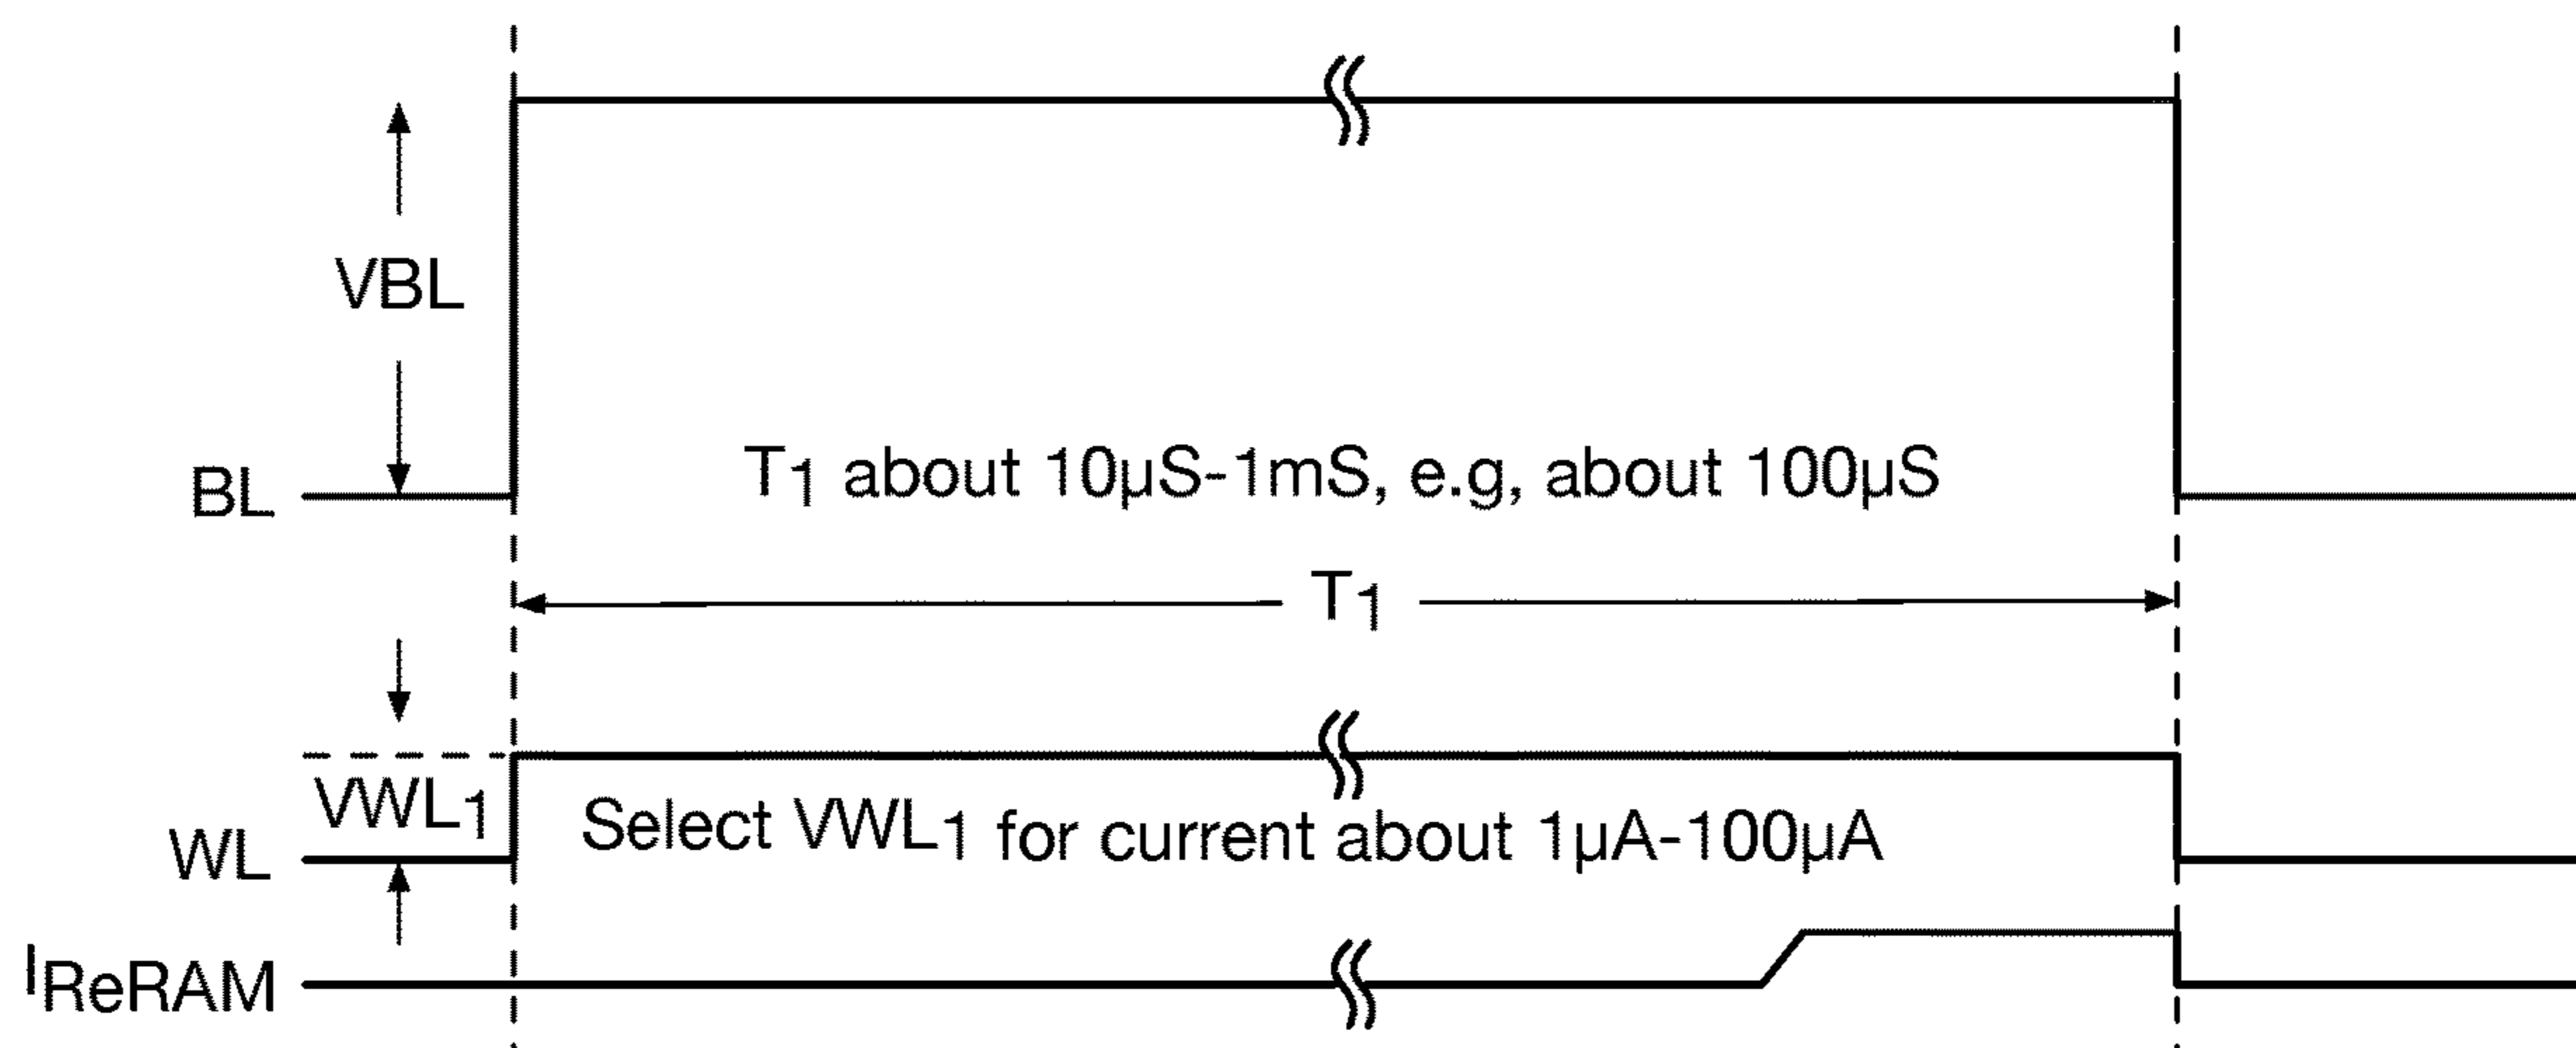 VBL
BL
T1 about 10µS-1mS, e.g, about 100µS
T1
VWL1
WL
Select VWL1 for current about 1µA-100µA
IReRAM